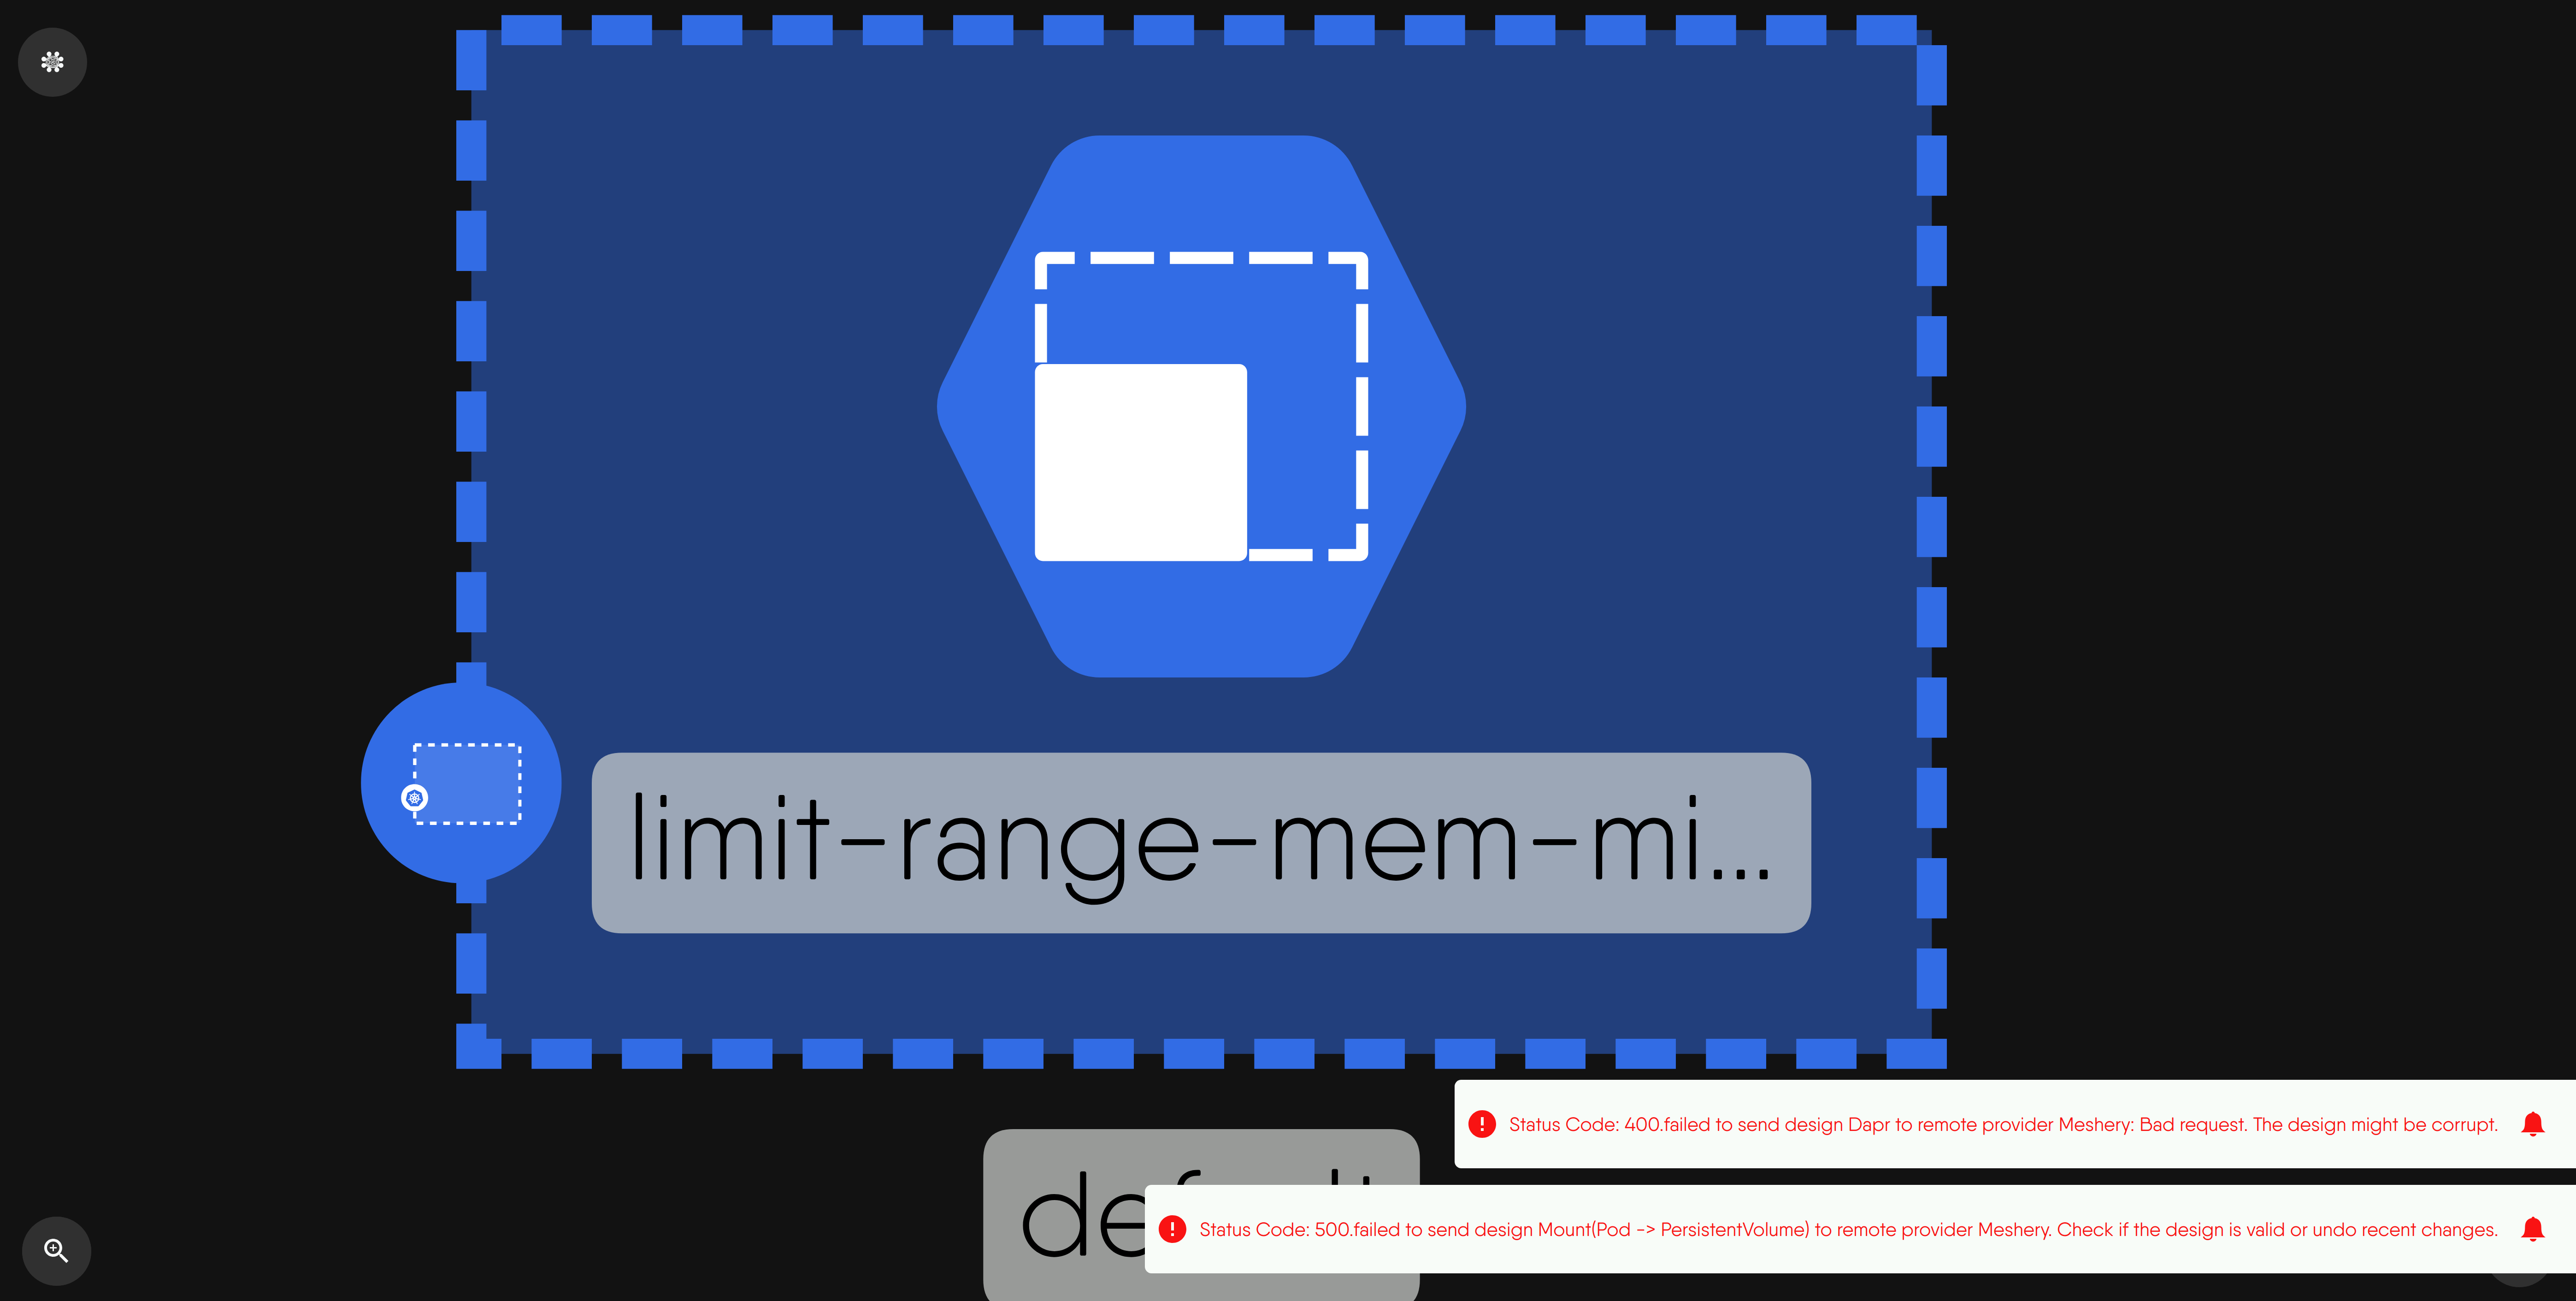 limit-range-mem-mi...
Status Code: 400.failed to send design Dapr to remote provider Meshery: Bad request. The design might be corrupt.
Status Code: 500.failed to send design Mount(Pod -> PersistentVolume) to remote provider Meshery. Check if the design is valid or undo recent changes.